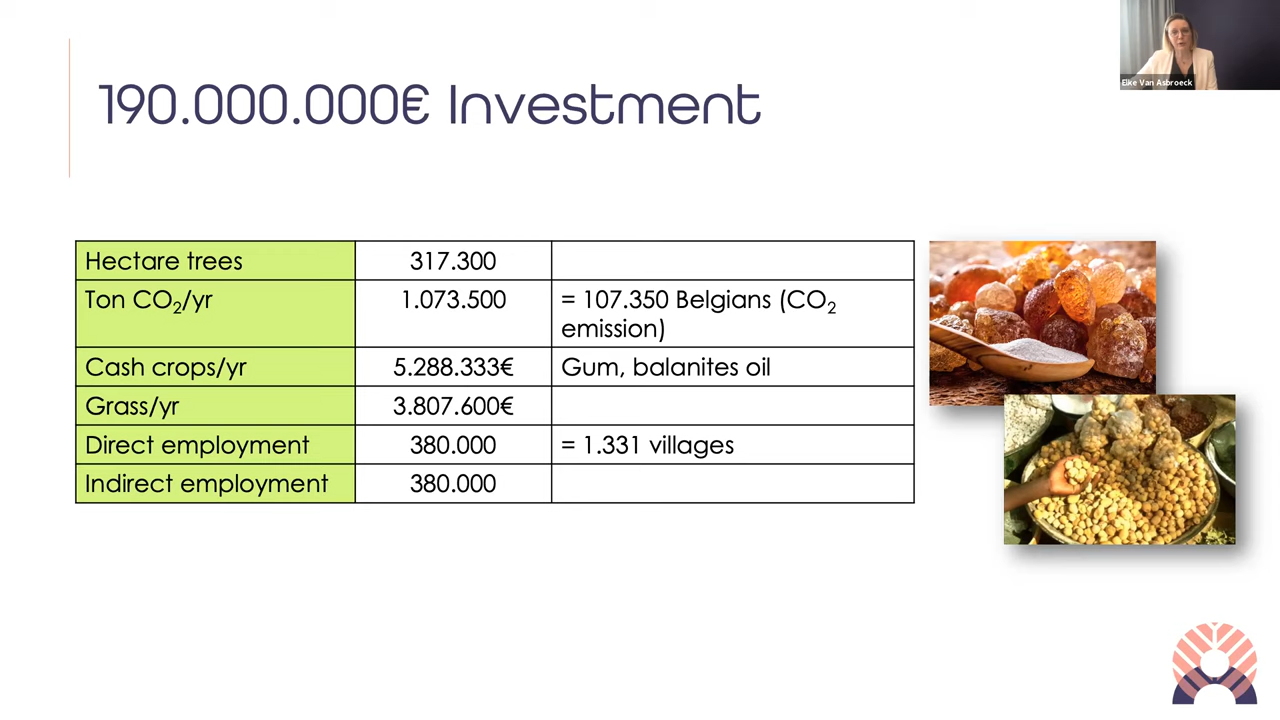 190.000.000€ Investment
Elke Van Asbroeck
Hectare trees 317.300
Ton CO₂/yr 1.073.500 = 107.350 Belgians (CO₂
emission)
Cash crops/yr 5.288.333€ Gum, balanites oil
Grass/yr 3.807.600€
Direct employment 380.000 = 1.331 villages
Indirect employment 380.000